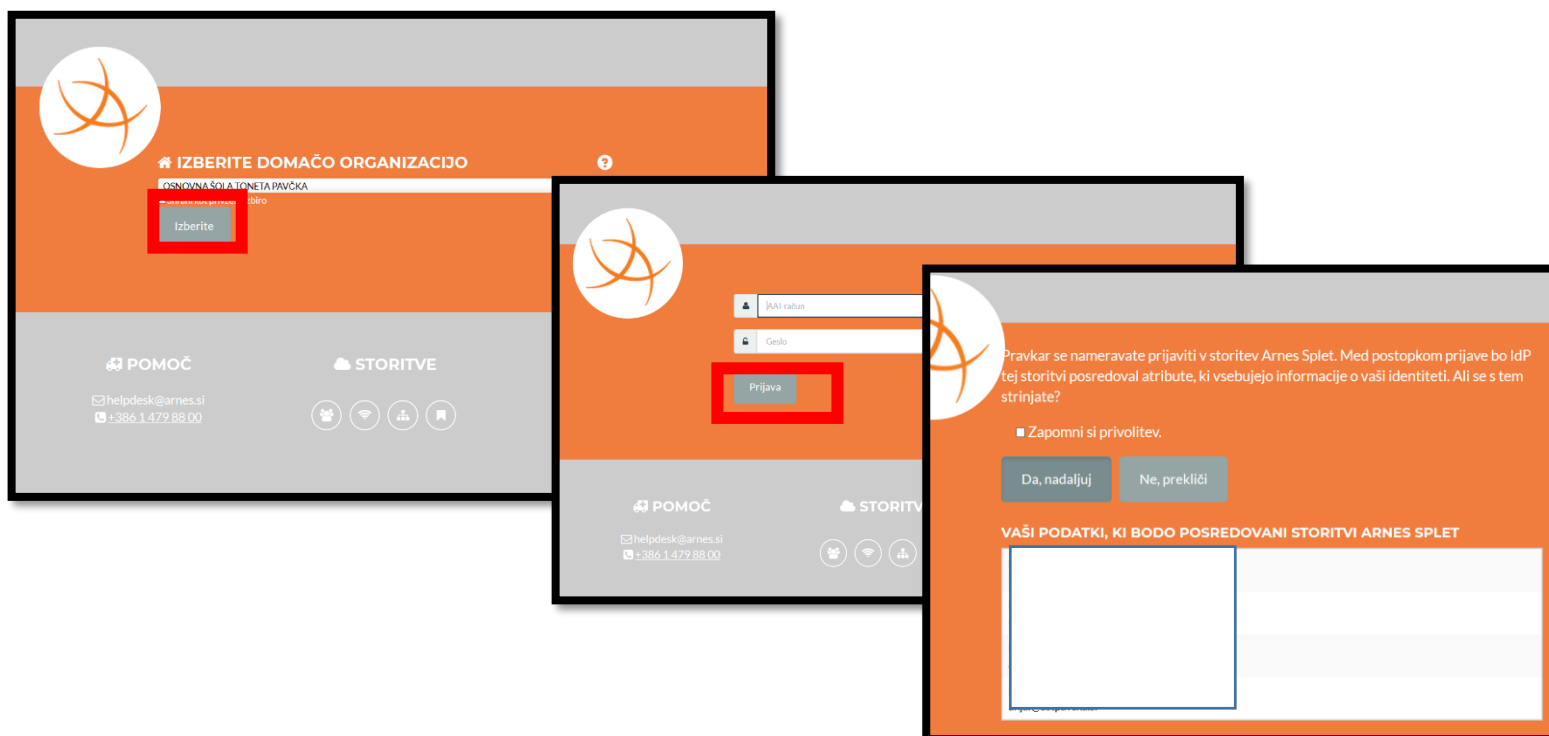 IZBERITE DOMAČO ORGANIZACIJO
OSNOVNA ŠOLA TONETA PAVČKA
Izberite
POMOČ
STORITVE
helpdesk@arnes.si
+386 1 479 88 00
AAI račun
Geslo
Prijava
POMOČ
helpdesk@arnes.si
+386 1 479 88 00
Pravkar se nameravate prijaviti v storitev Arnes Splet. Med postopkom prijave bo IdP
tej storitvi posredoval atribute, ki vsebujejo informacije o vaši identiteti. Ali se s tem
strinjate?
Zapomni si privolitev.
Da, nadaljuj
Ne, prekliči
VAŠI PODATKI, KI BODO POSREDOVANI STORITVI ARNES SPLET